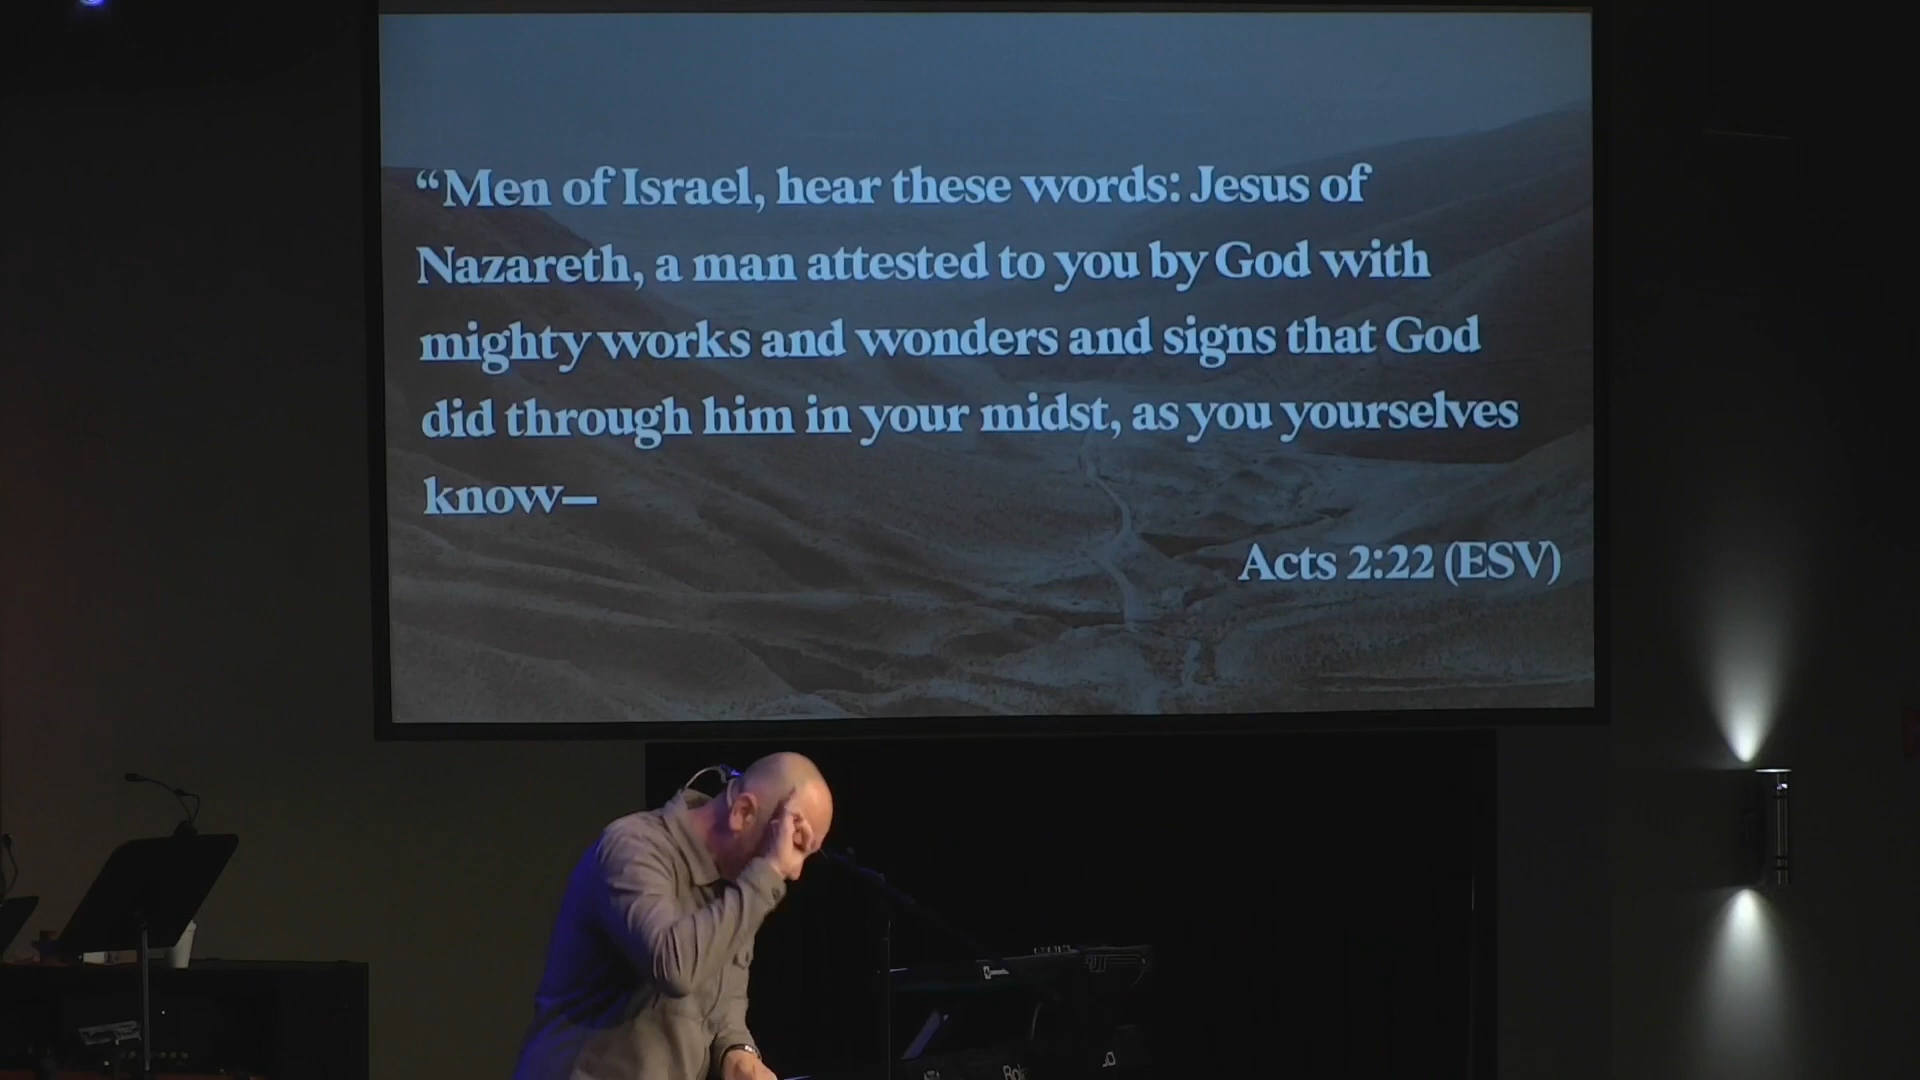 “Men of Israel, hear these words: Jesus of
Nazareth, a man attested to you by God with
mighty works and wonders and signs that God
did through him in your midst, as you yourselves
know—
Acts 2:22 (ESV)